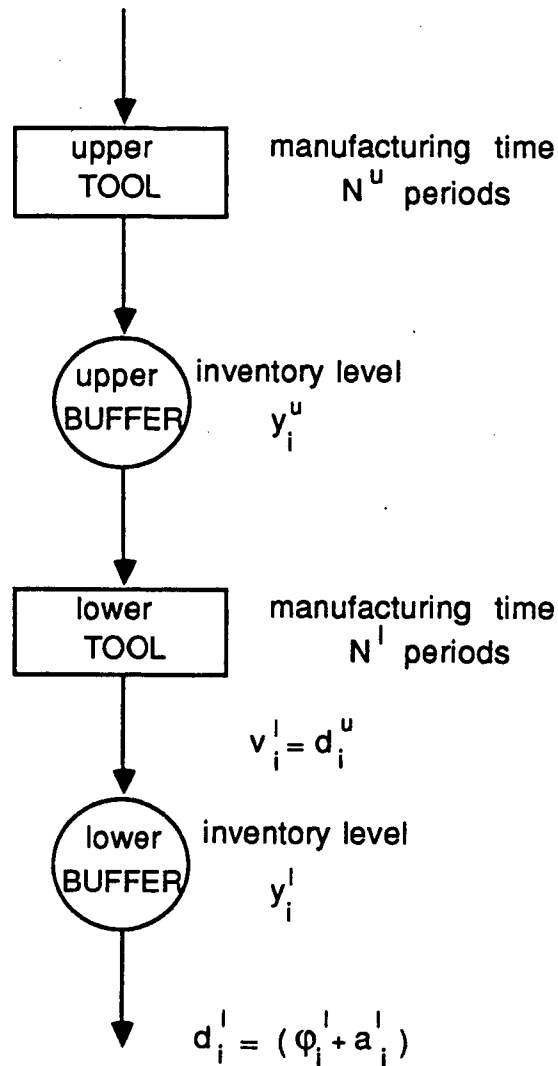 upper
TOOL
manufacturing time
N^u periods
upper
BUFFER
inventory level
y_i^u
lower
TOOL
manufacturing time
N^l periods
v_i^l = d_i^u
lower
BUFFER
inventory level
y_i^l
d_i^l = (φ_i^l + a_i^l)